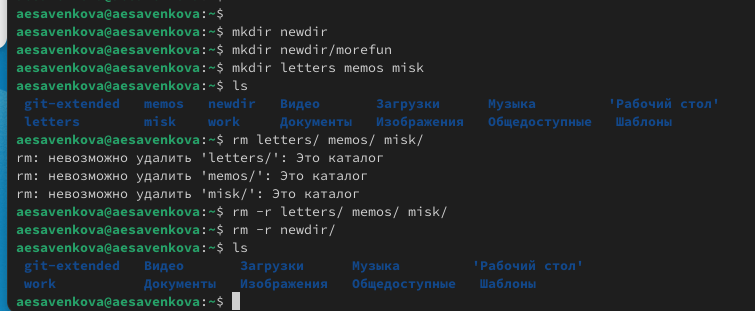 aesavenkova@aesavenkova:~$
aesavenkova@aesavenkova:~$ mkdir newdir
aesavenkova@aesavenkova:~$ mkdir newdir/morefun
aesavenkova@aesavenkova:~$ mkdir letters memos misk
aesavenkova@aesavenkova:~$ ls
git-extended memos newdir Видео Загрузки Музыка 'Рабочий стол'
letters misk work Документы Изображения Общедоступные Шаблоны
aesavenkova@aesavenkova:~$ rm letters/ memos/ misk/
rm: невозможно удалить 'letters/': Это каталог
rm: невозможно удалить 'memos/': Это каталог
rm: невозможно удалить 'misk/': Это каталог
aesavenkova@aesavenkova:~$ rm -r letters/ memos/ misk/
aesavenkova@aesavenkova:~$ rm -r newdir/
aesavenkova@aesavenkova:~$ ls
git-extended Видео Загрузки Музыка 'Рабочий стол'
work Документы Изображения Общедоступные Шаблоны
aesavenkova@aesavenkova:~$